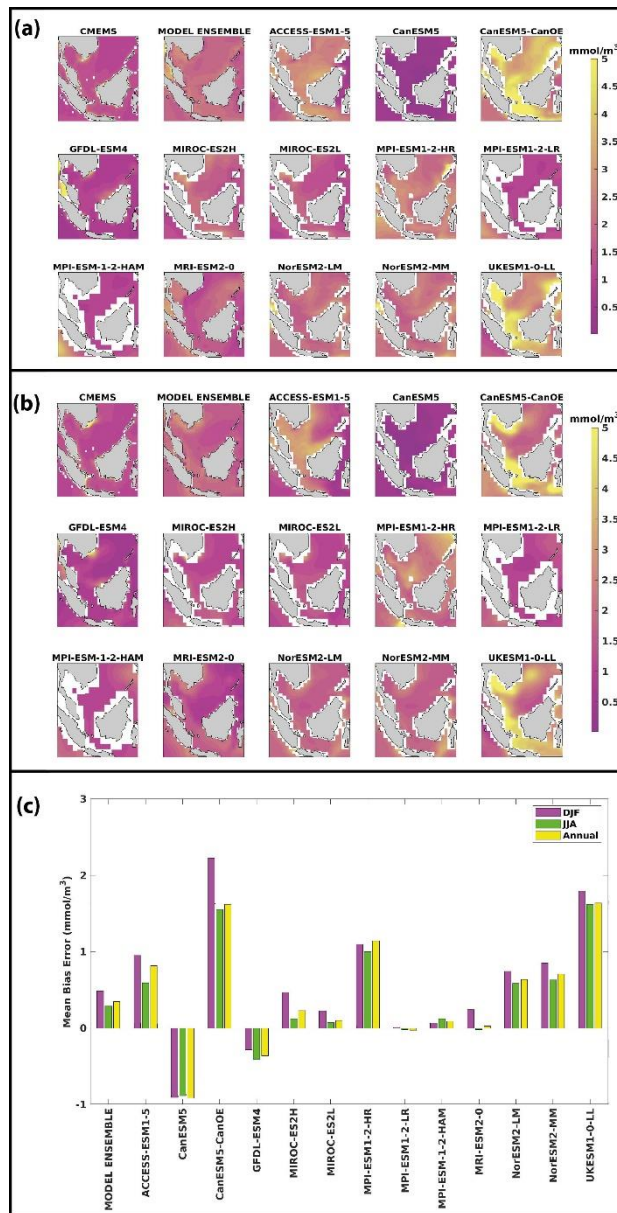 (a)
CMEMS MODEL ENSEMBLE ACCESS-ESM1-5 CanESM5 CanESM5-CanOE
mmol/m³
5
4.5
4
3.5
3
2.5
2
1.5
1
0.5
GFDL-ESM4 MIROC-ES2H MIROC-ES2L MPI-ESM1-2-HR MPI-ESM1-2-LR
MPI-ESM-1-2-HAM MRI-ESM2-0 NorESM2-LM NorESM2-MM UKESM1-0-LL
(b)
CMEMS MODEL ENSEMBLE ACCESS-ESM1-5 CanESM5 CanESM5-CanOE
mmol/m³
5
4.5
4
3.5
3
2.5
2
1.5
1
0.5
GFDL-ESM4 MIROC-ES2H MIROC-ES2L MPI-ESM1-2-HR MPI-ESM1-2-LR
MPI-ESM-1-2-HAM MRI-ESM2-0 NorESM2-LM NorESM2-MM UKESM1-0-LL
(c)
Mean Bias Error (mmol/m³)
3
2
1
0
-1
DJF
JJA
Annual
MODEL ENSEMBLE
ACCESS-ESM1-5
CanESM5
CanESM5-CanOE
GFDL-ESM4
MIROC-ES2H
MIROC-ES2L
MPI-ESM1-2-HR
MPI-ESM1-2-LR
MPI-ESM-1-2-HAM
MRI-ESM2-0
NorESM2-LM
NorESM2-MM
UKESM1-0-LL